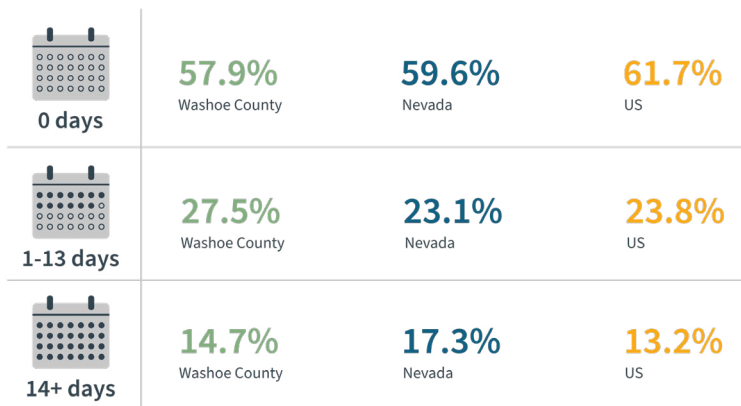 0 days
57.9%
Washoe County
59.6%
Nevada
61.7%
US
1-13 days
27.5%
Washoe County
23.1%
Nevada
23.8%
US
14+ days
14.7%
Washoe County
17.3%
Nevada
13.2%
US